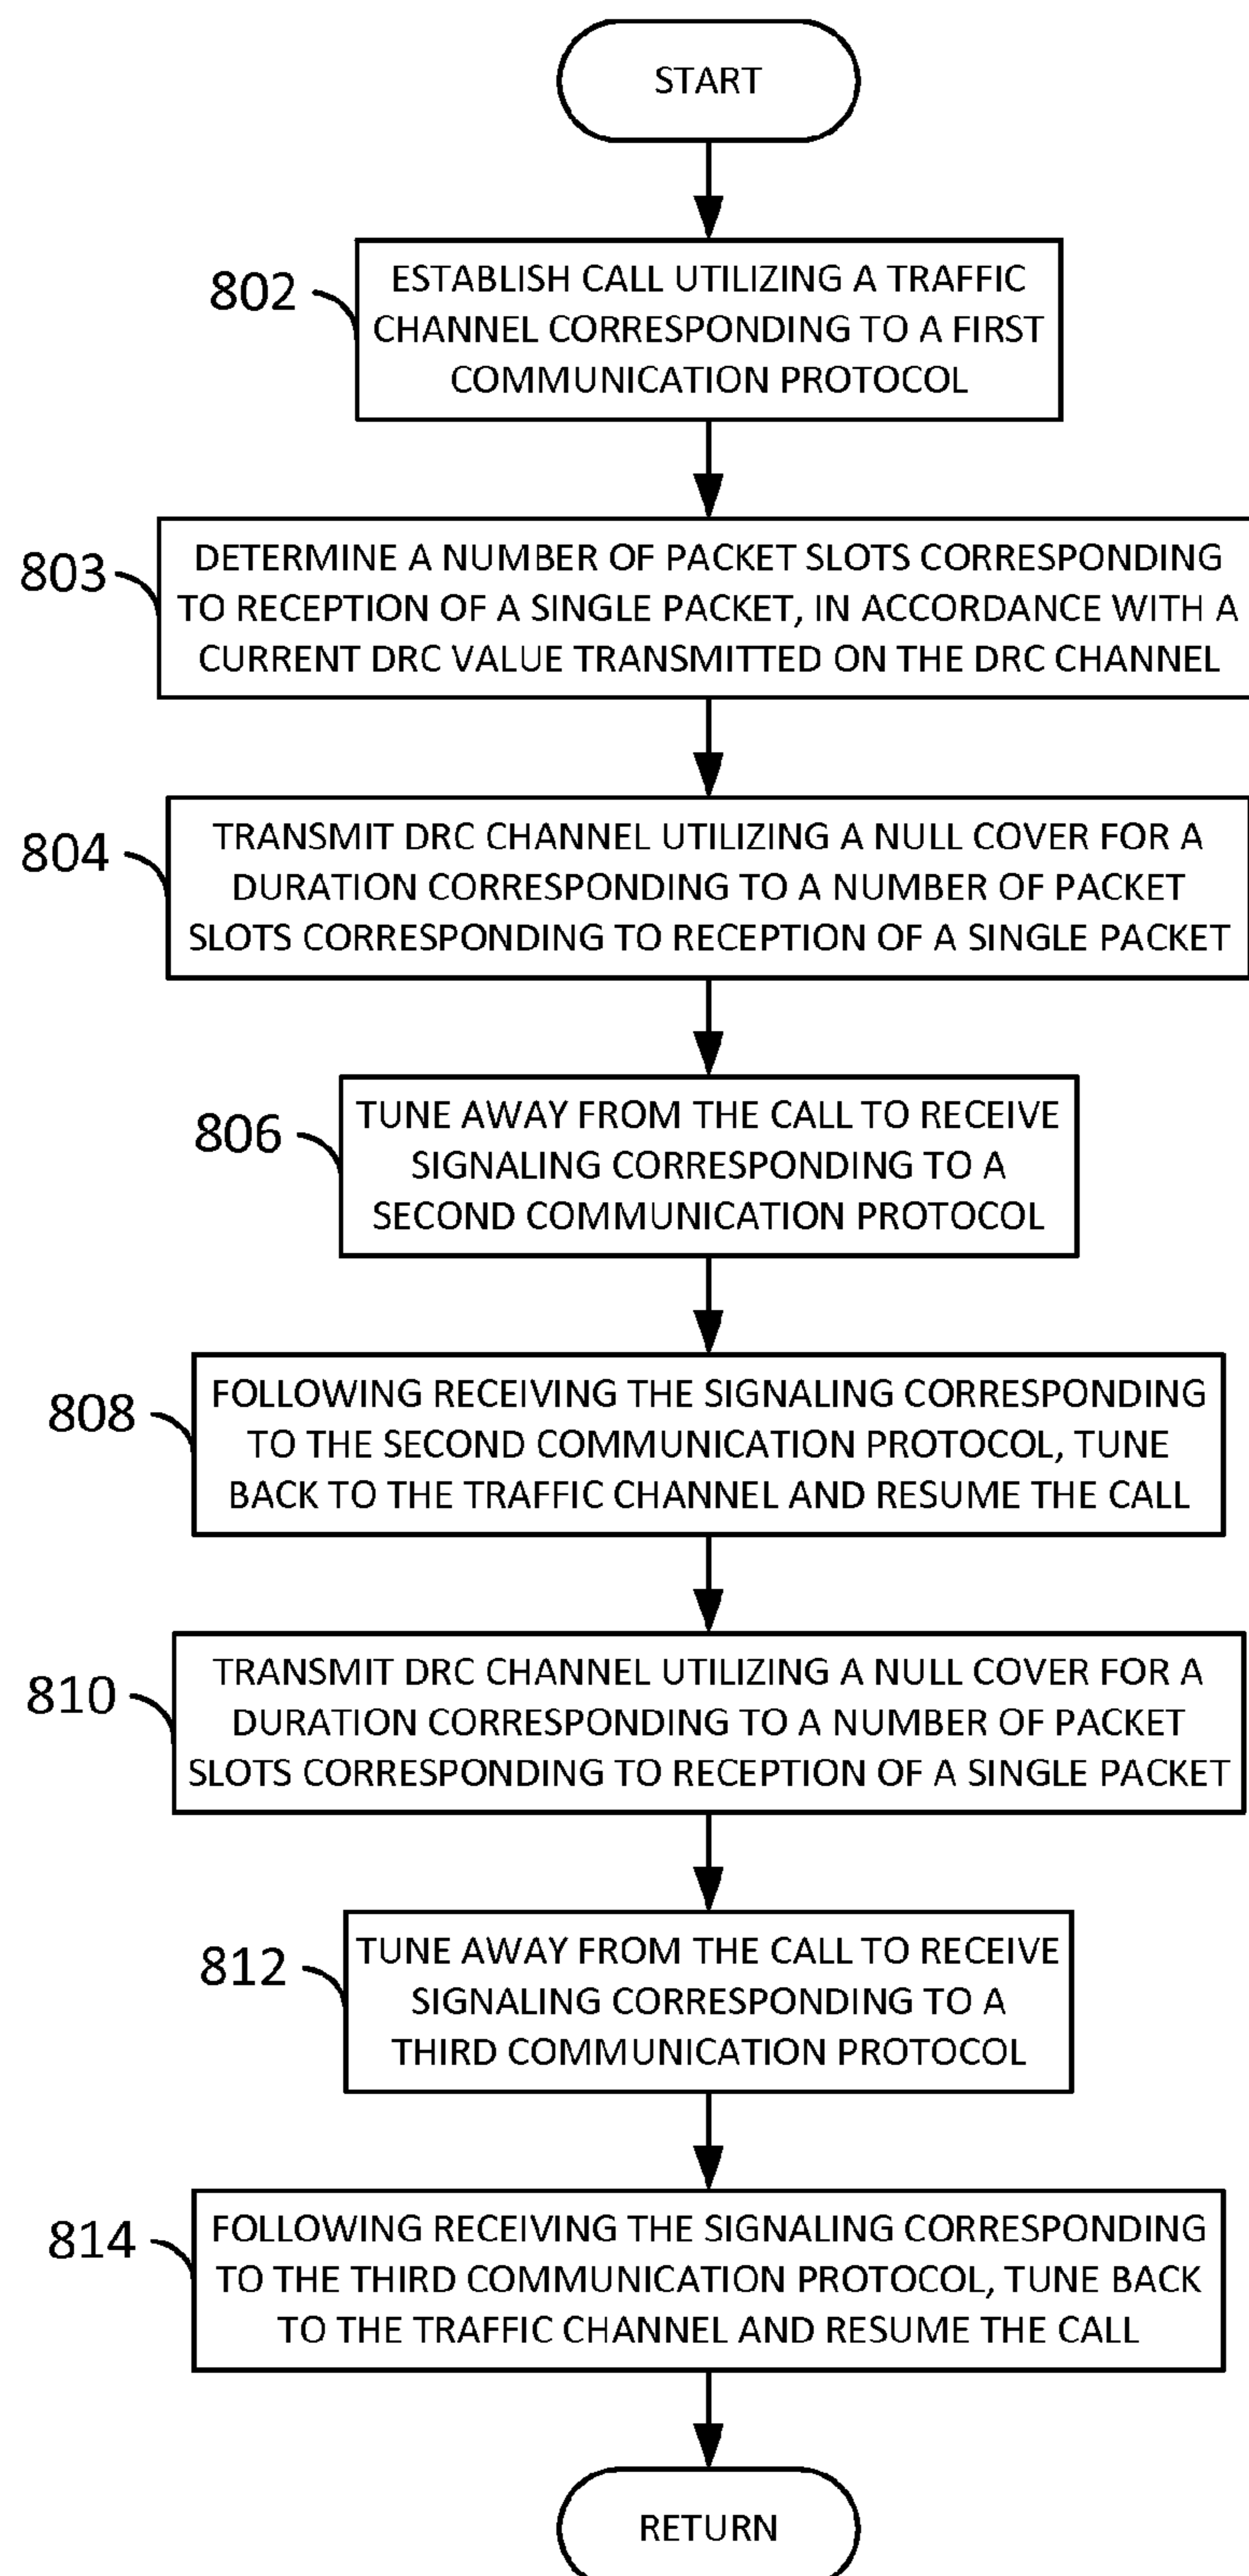 START
802
ESTABLISH CALL UTILIZING A TRAFFIC
CHANNEL CORRESPONDING TO A FIRST
COMMUNICATION PROTOCOL
803
DETERMINE A NUMBER OF PACKET SLOTS CORRESPONDING
TO RECEPTION OF A SINGLE PACKET, IN ACCORDANCE WITH A
CURRENT DRC VALUE TRANSMITTED ON THE DRC CHANNEL
804
TRANSMIT DRC CHANNEL UTILIZING A NULL COVER FOR A
DURATION CORRESPONDING TO A NUMBER OF PACKET
SLOTS CORRESPONDING TO RECEPTION OF A SINGLE PACKET
806
TUNE AWAY FROM THE CALL TO RECEIVE
SIGNALING CORRESPONDING TO A
SECOND COMMUNICATION PROTOCOL
808
FOLLOWING RECEIVING THE SIGNALING CORRESPONDING
TO THE SECOND COMMUNICATION PROTOCOL, TUNE
BACK TO THE TRAFFIC CHANNEL AND RESUME THE CALL
810
TRANSMIT DRC CHANNEL UTILIZING A NULL COVER FOR A
DURATION CORRESPONDING TO A NUMBER OF PACKET
SLOTS CORRESPONDING TO RECEPTION OF A SINGLE PACKET
812
TUNE AWAY FROM THE CALL TO RECEIVE
SIGNALING CORRESPONDING TO A
THIRD COMMUNICATION PROTOCOL
814
FOLLOWING RECEIVING THE SIGNALING CORRESPONDING
TO THE THIRD COMMUNICATION PROTOCOL, TUNE BACK
TO THE TRAFFIC CHANNEL AND RESUME THE CALL
RETURN